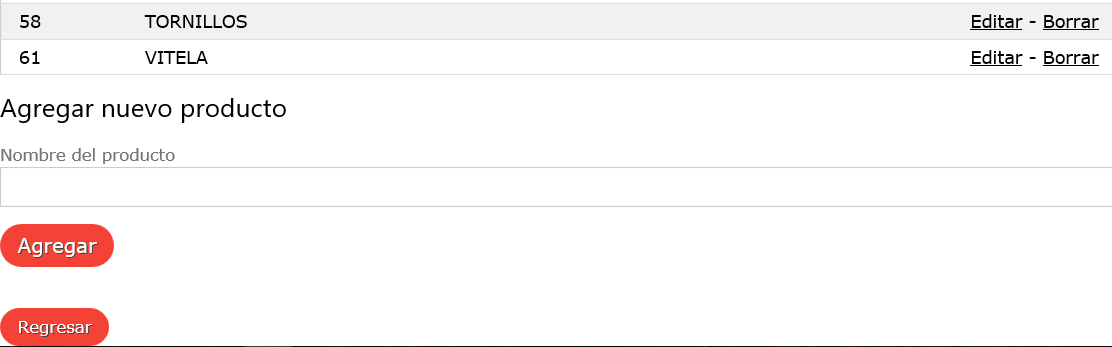 58 TORNILLOS Editar - Borrar
61 VITELA Editar - Borrar
Agregar nuevo producto
Nombre del producto
Agregar
Regresar